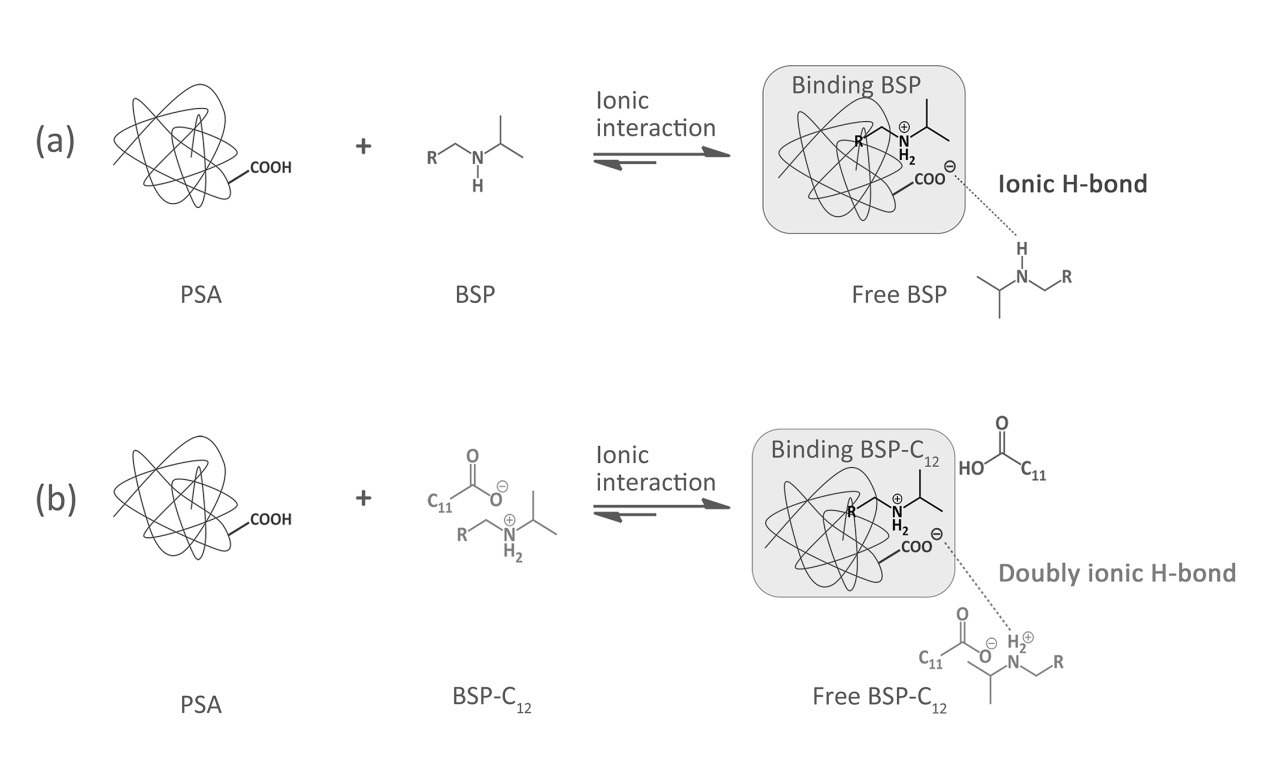 (a)
COOH
+
R
N
H
Ionic
interaction
Binding BSP
R
⊕
N
H2
COO
⊖
Ionic H-bond
H
N
R
PSA
BSP
Free BSP
(b)
COOH
+
O
C11
O
⊖
R
⊕
N
H2
Ionic
interaction
Binding BSP-C12
R
⊕
N
H2
COO
⊖
O
HO
C11
Doubly ionic H-bond
O
C11
O
⊖
H2
⊕
N
R
PSA
BSP-C12
Free BSP-C12